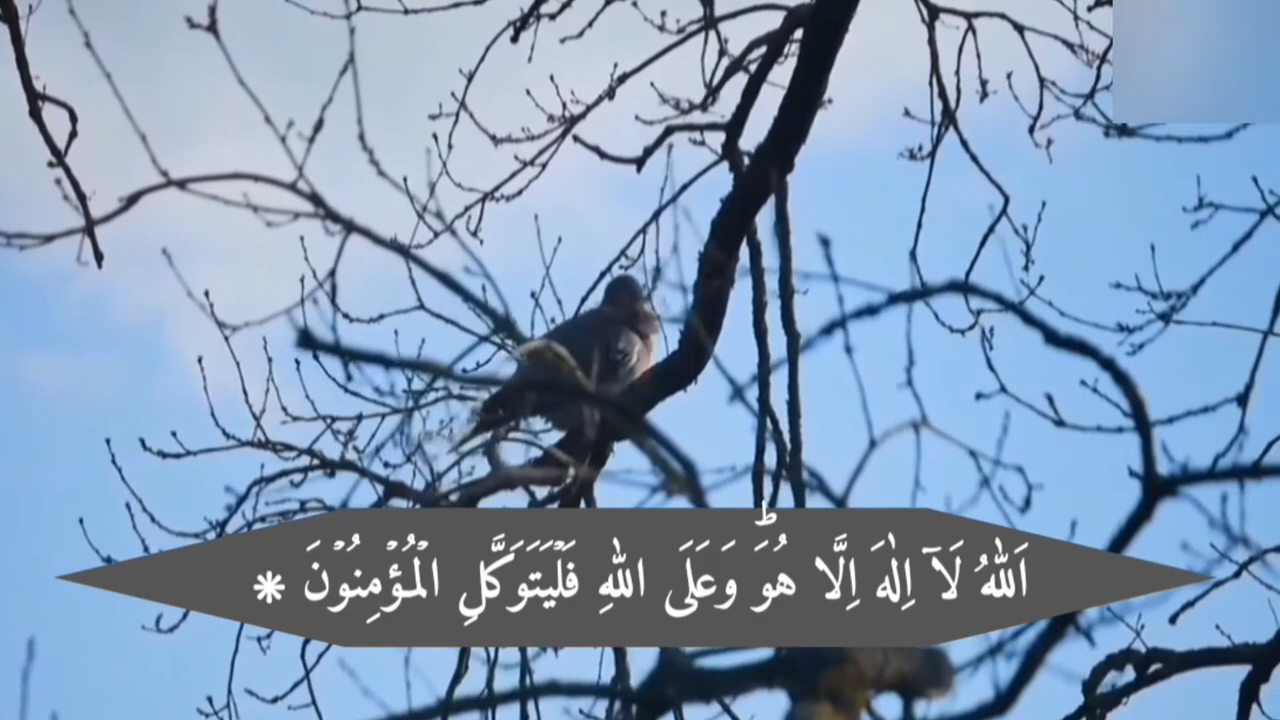 اَللّٰهُ لَاۤ اِلٰهَ اِلَّا هُوَؕ وَعَلَى اللّٰهِ فَلْيَتَوَكَّلِ الْمُؤْمِنُوْنَ *